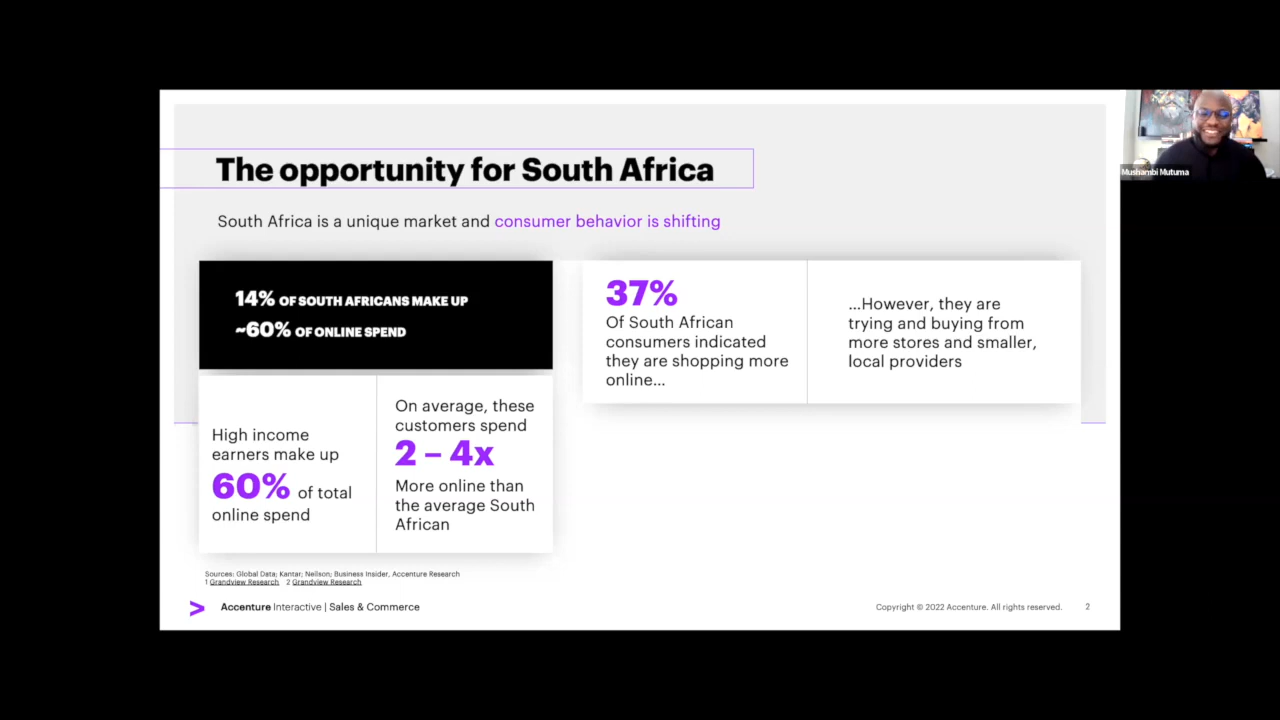 The opportunity for South Africa
South Africa is a unique market and consumer behavior is shifting
14% OF SOUTH AFRICANS MAKE UP
~60% OF ONLINE SPEND
High income
earners make up
60% of total
online spend
On average, these
customers spend
2 – 4x
More online than
the average South
African
37%
Of South African
consumers indicated
they are shopping more
online...
...However, they are
trying and buying from
more stores and smaller,
local providers
Sources: Global Data; Kantar; Neilson; Business Insider, Accenture Research
1 Grandview Research 2 Grandview Research
> Accenture Interactive | Sales & Commerce
Copyright © 2022 Accenture. All rights reserved. 2
Mushambi Mutuma